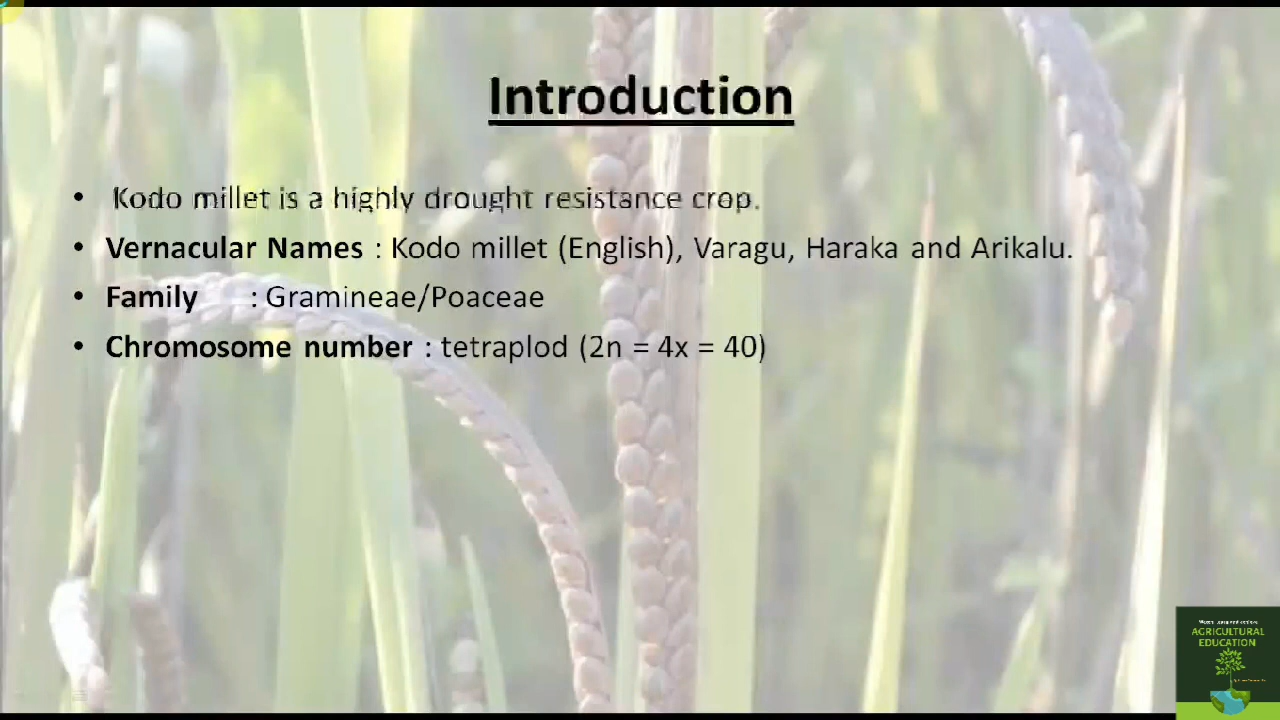 Introduction
• Kodo millet is a highly drought resistance crop.
• Vernacular Names : Kodo millet (English), Varagu, Haraka and Arikalu.
• Family : Gramineae/Poaceae
• Chromosome number : tetraplod (2n = 4x = 40)
AGRICULTURAL
EDUCATION